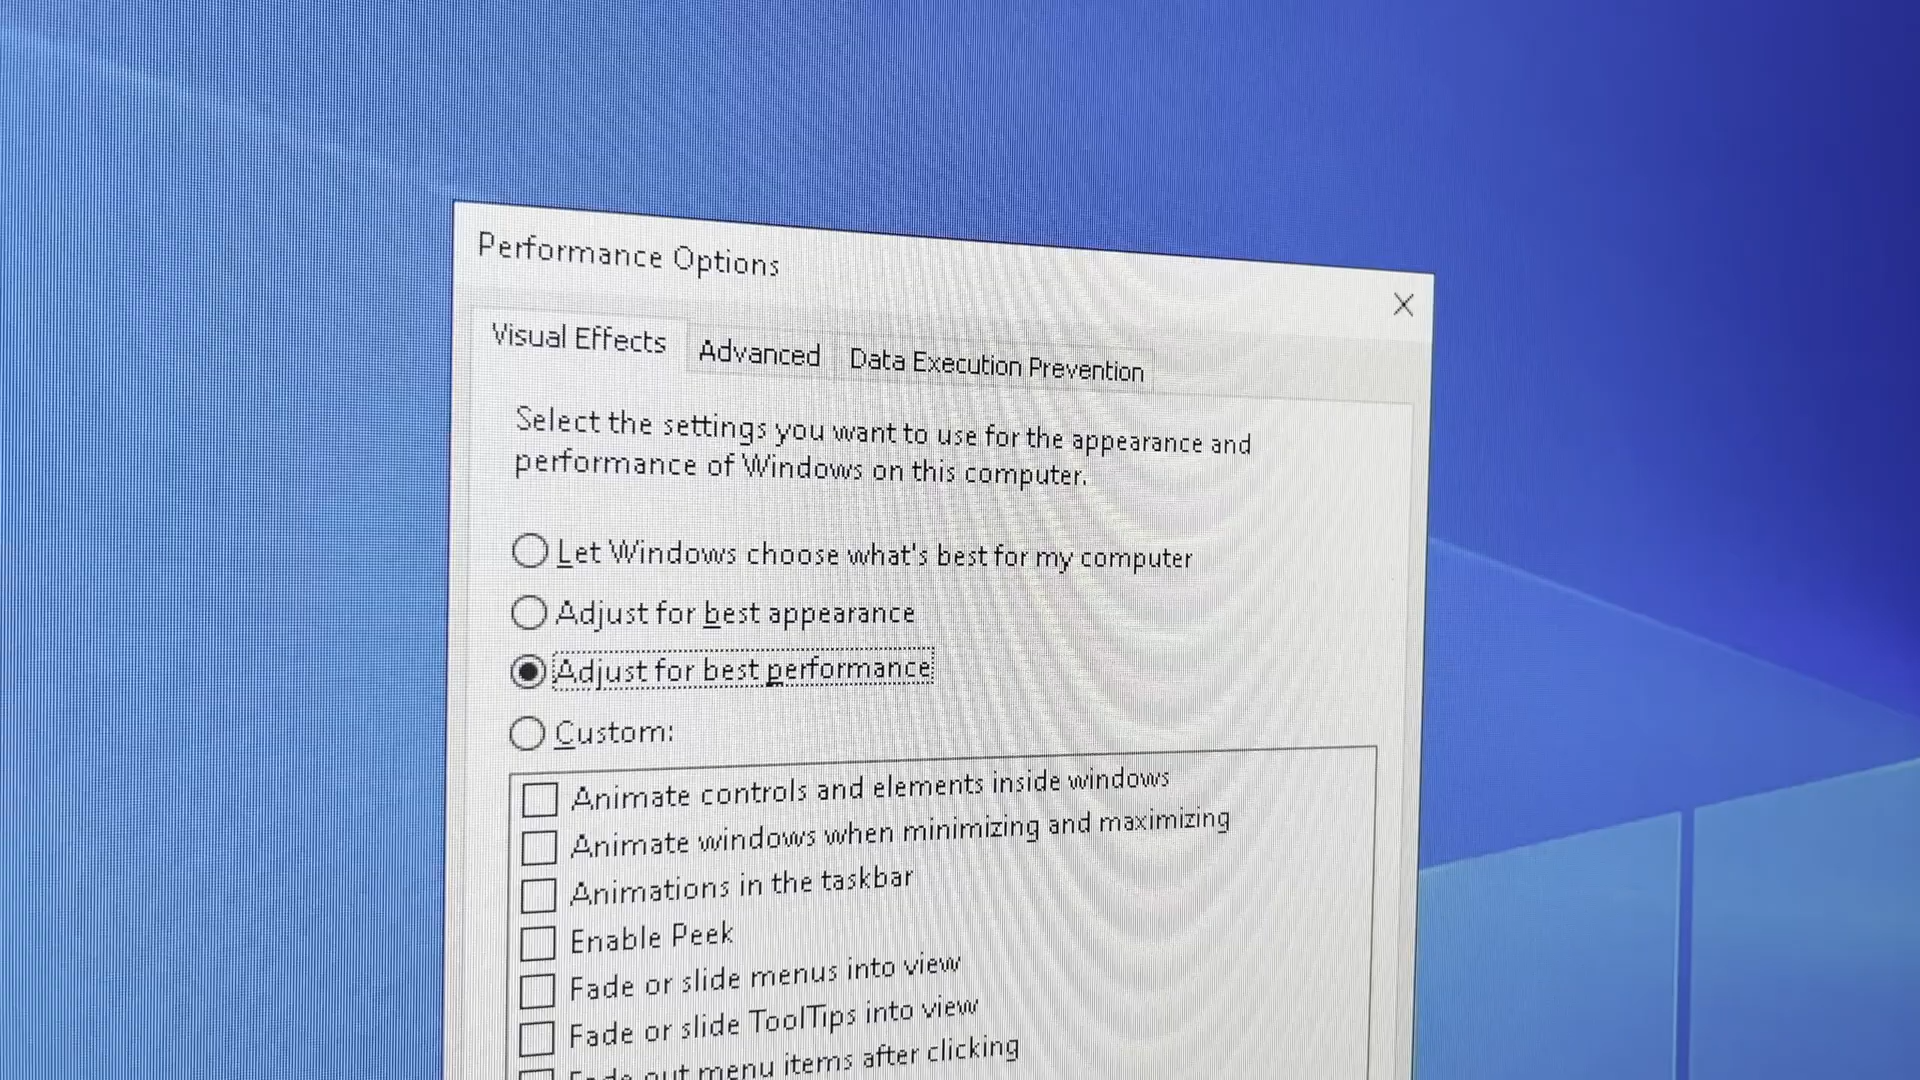 Performance Options
Visual Effects
Advanced
Data Execution Prevention
Select the settings you want to use for the appearance and
performance of Windows on this computer.
Let Windows choose what's best for my computer
Adjust for best appearance
Adjust for best performance
Custom:
Animate controls and elements inside windows
Animate windows when minimizing and maximizing
Animations in the taskbar
Enable Peek
Fade or slide menus into view
Fade or slide ToolTips into view
Fade out menu items after clicking